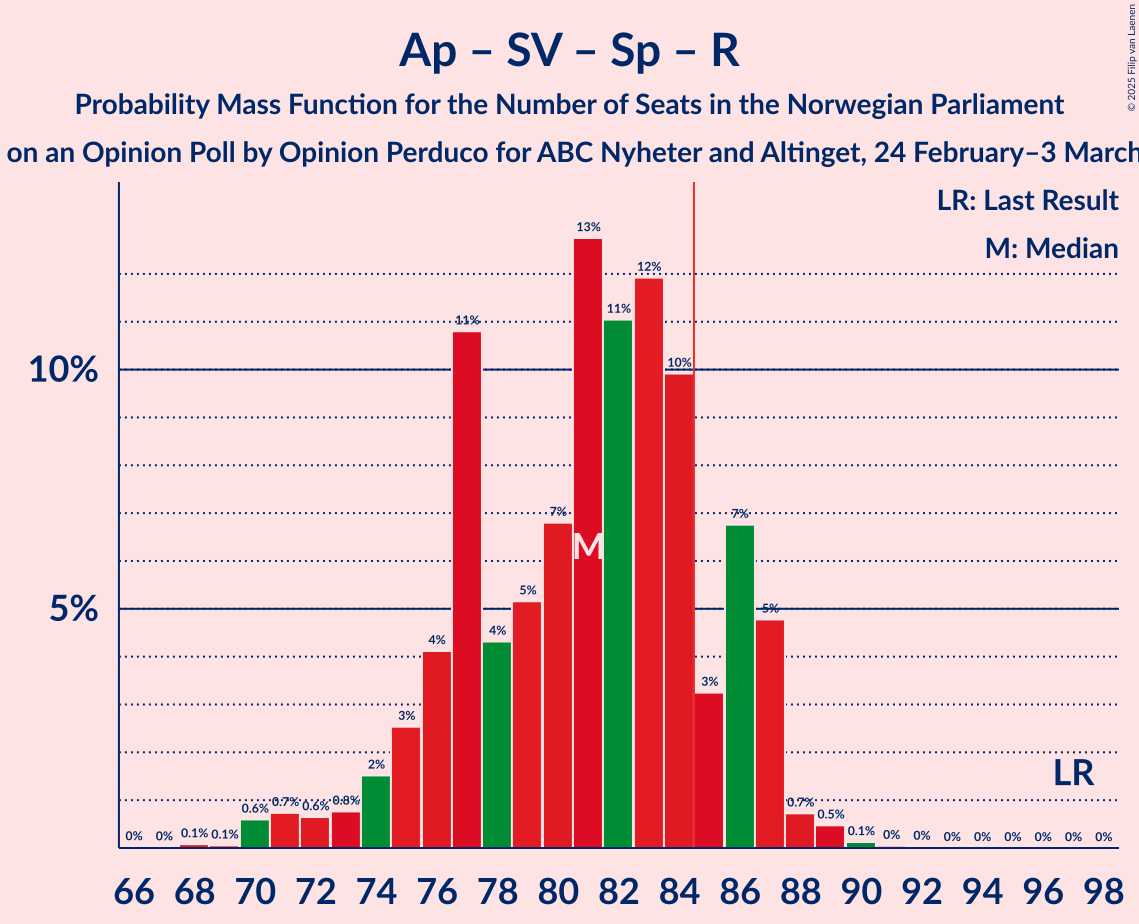 © 2025 Filip van Laenen
Ap – SV – Sp – R
Probability Mass Function for the Number of Seats in the Norwegian Parliament
on an Opinion Poll by Opinion Perduco for ABC Nyheter and Altinget, 24 February–3 March
LR: Last Result
M: Median
10%
5%
0% 0% 0.1% 0.1% 0.6% 0.7% 0.6% 0.8% 2% 3% 4% 11% 4% 5% 7% 13% 11% 12% 10% 3% 7% 5% 0.7% 0.5% 0.1% 0% 0% 0% 0% 0% 0% 0% 0%
M
LR
66 68 70 72 74 76 78 80 82 84 86 88 90 92 94 96 98